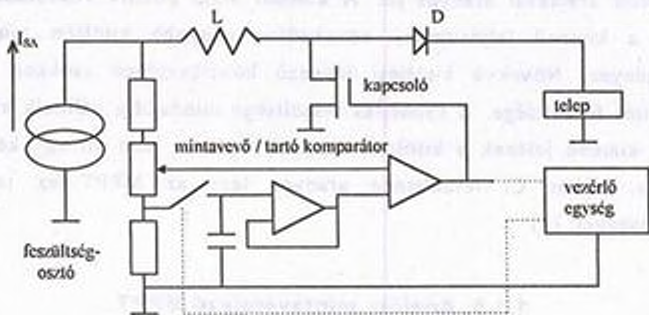 L
D
I_SA
kapcsoló
telep
mintavevő / tartó komparátor
vezérlő
egység
feszültség-
osztó